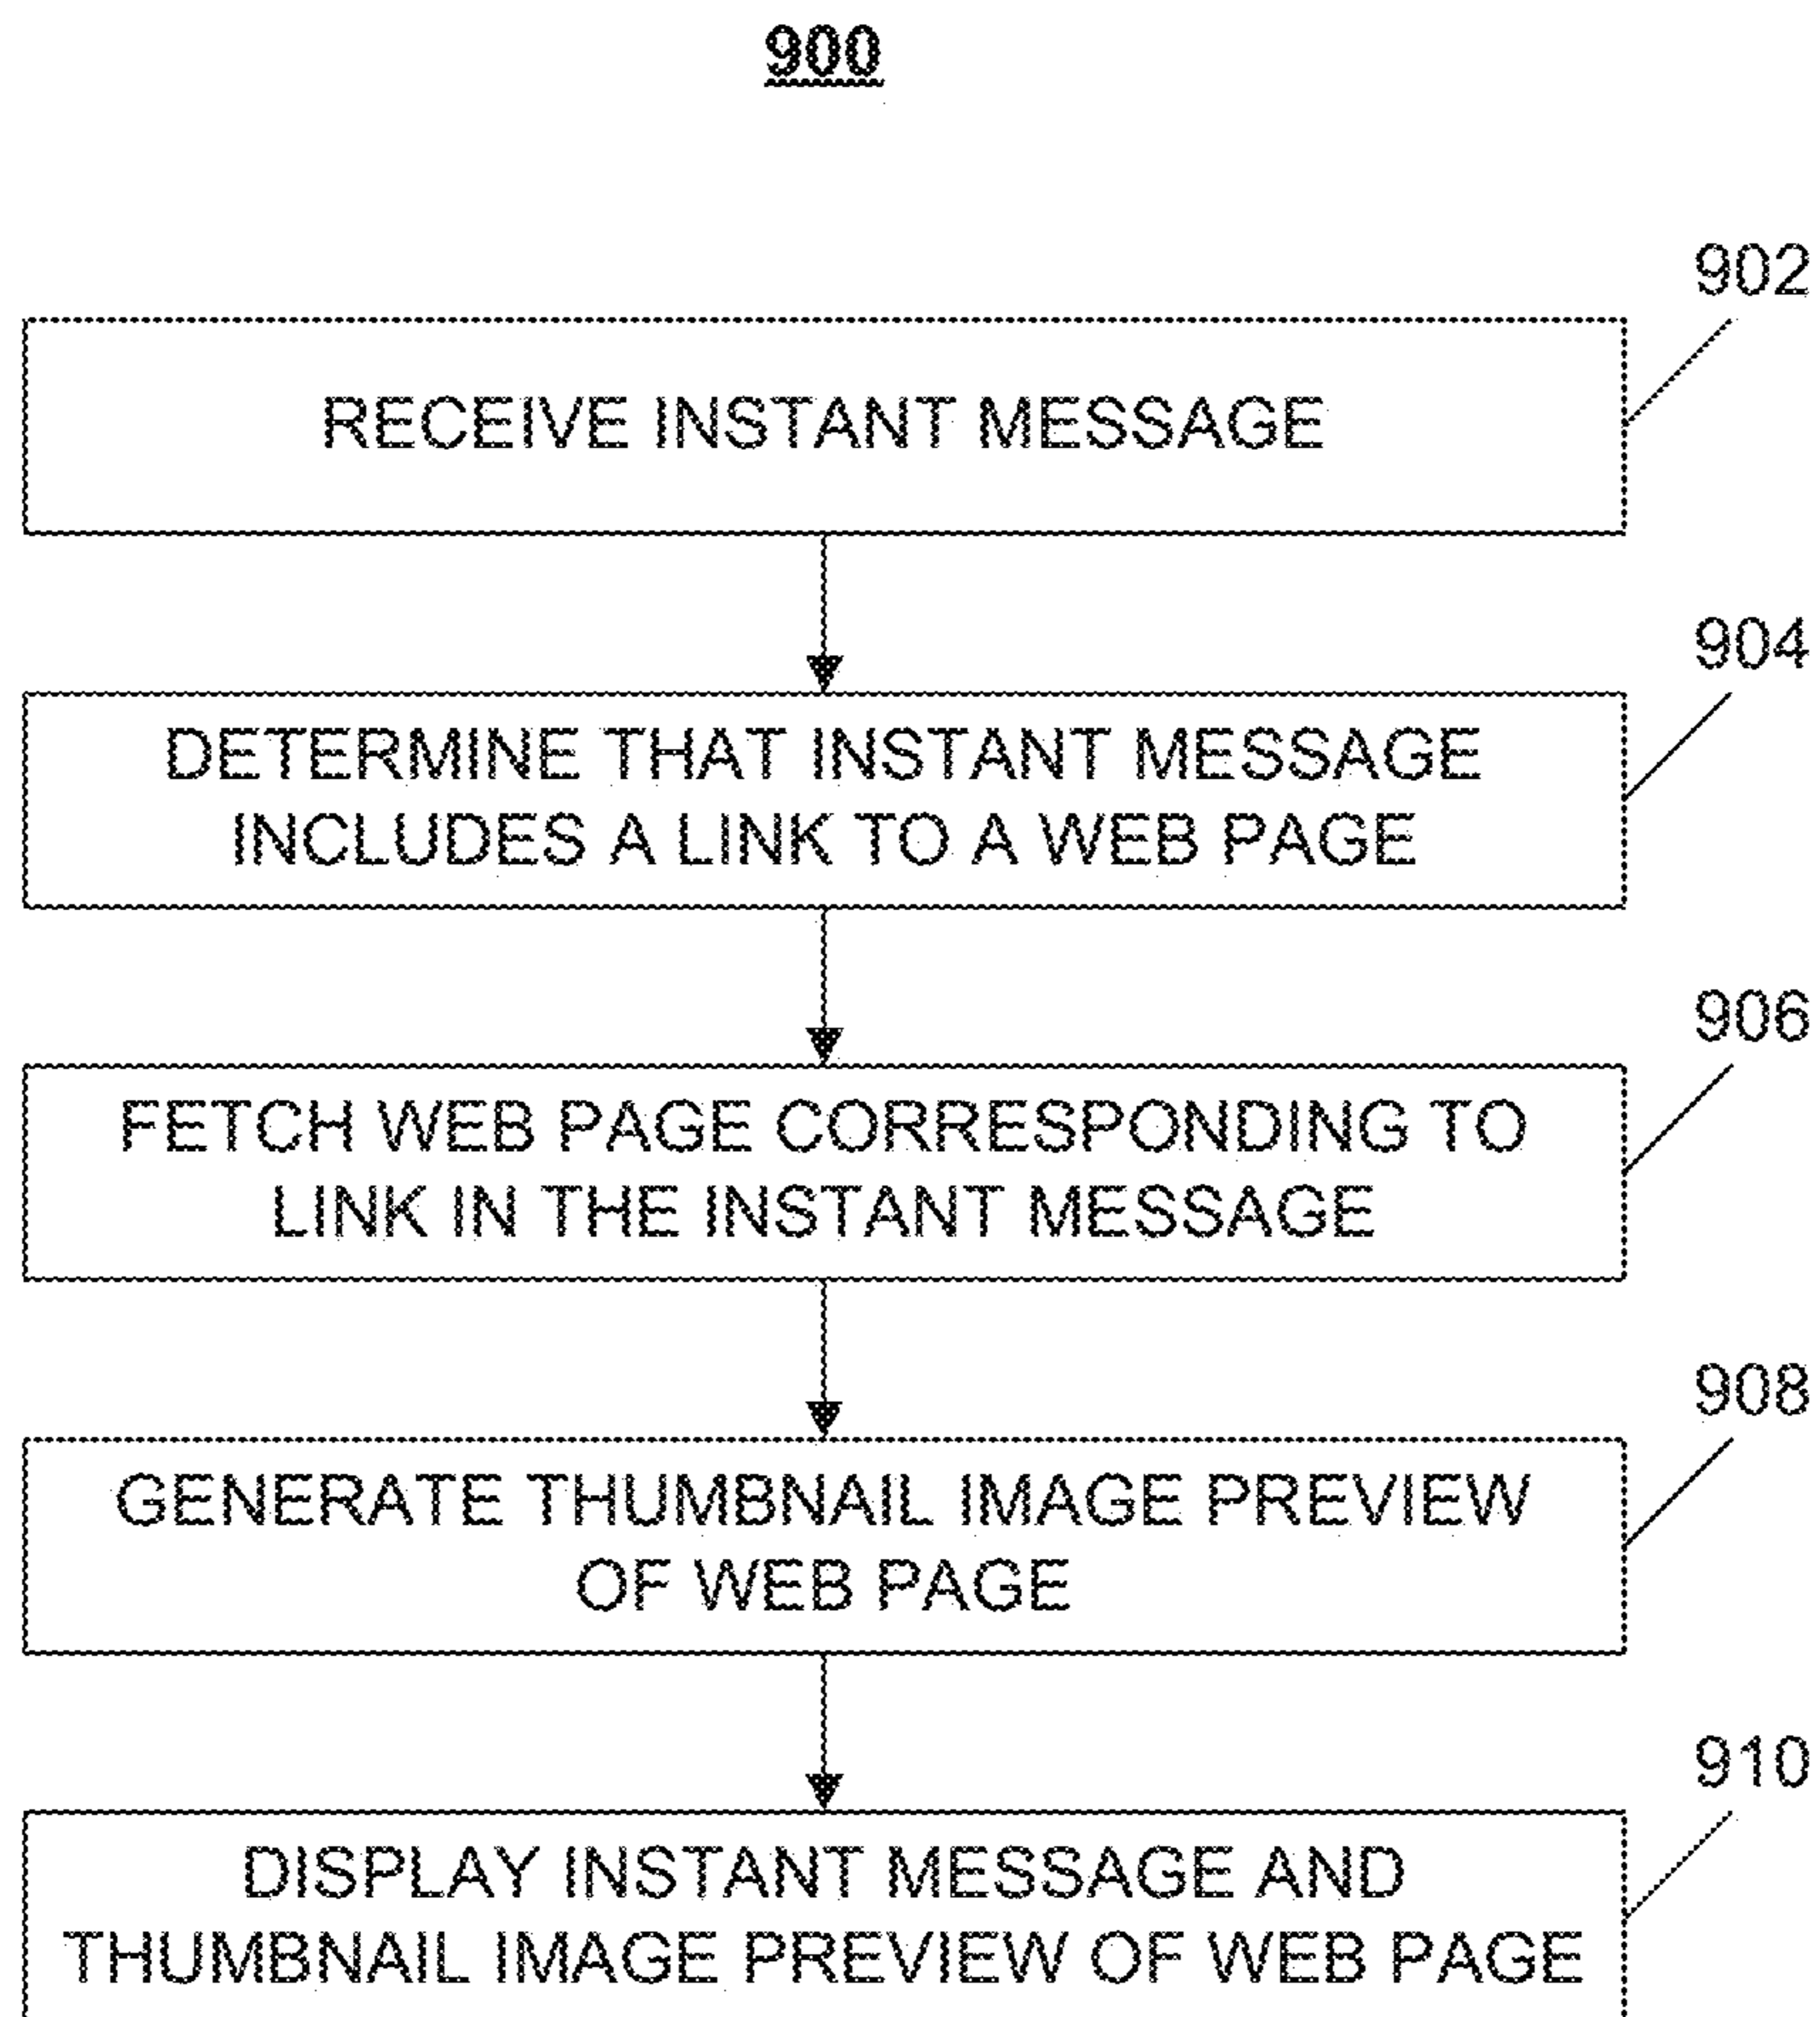 900
902
RECEIVE INSTANT MESSAGE
904
DETERMINE THAT INSTANT MESSAGE
INCLUDES A LINK TO A WEB PAGE
906
FETCH WEB PAGE CORRESPONDING TO
LINK IN THE INSTANT MESSAGE
908
GENERATE THUMBNAIL IMAGE PREVIEW
OF WEB PAGE
910
DISPLAY INSTANT MESSAGE AND
THUMBNAIL IMAGE PREVIEW OF WEB PAGE